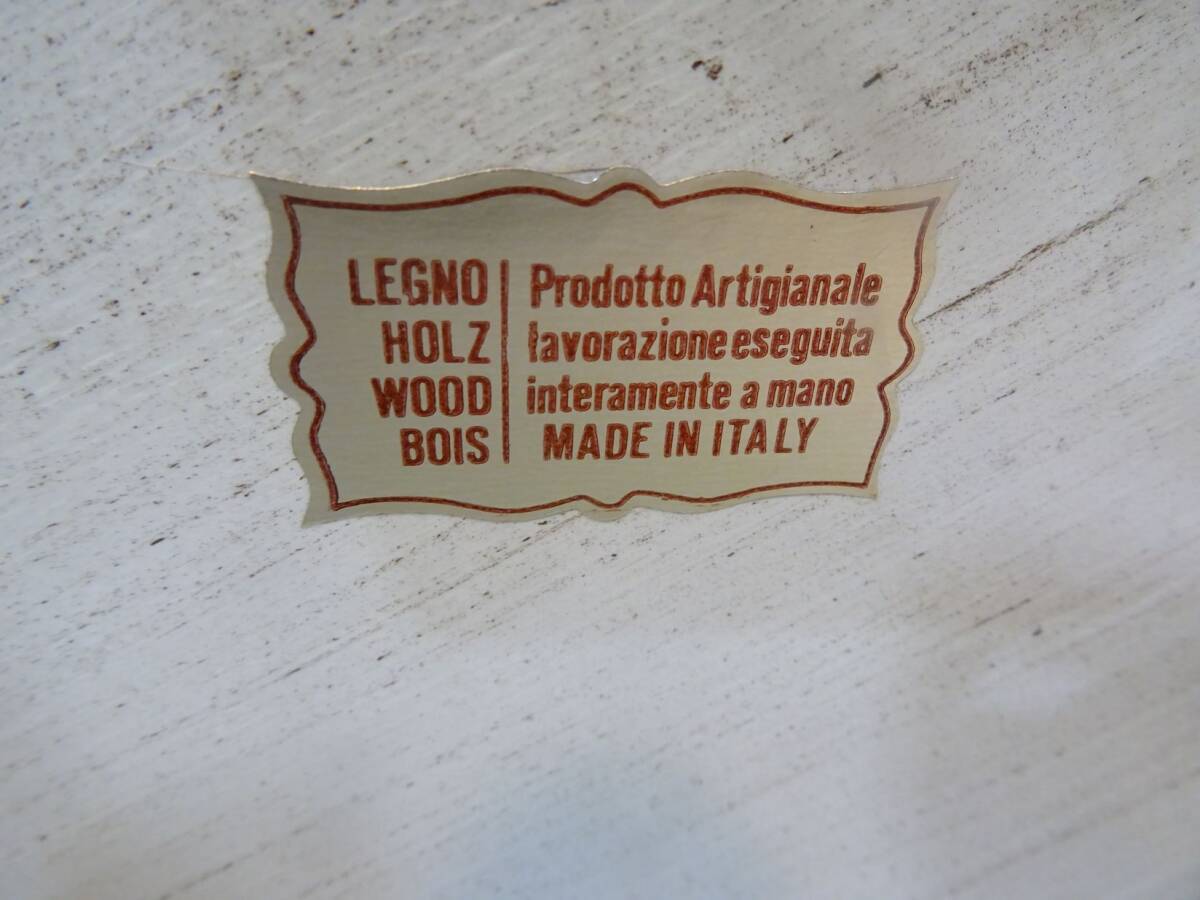 LEGNO
HOLZ
WOOD
BOIS
Prodotto Artigianale
lavorazione eseguita
interamente a mano
MADE IN ITALY